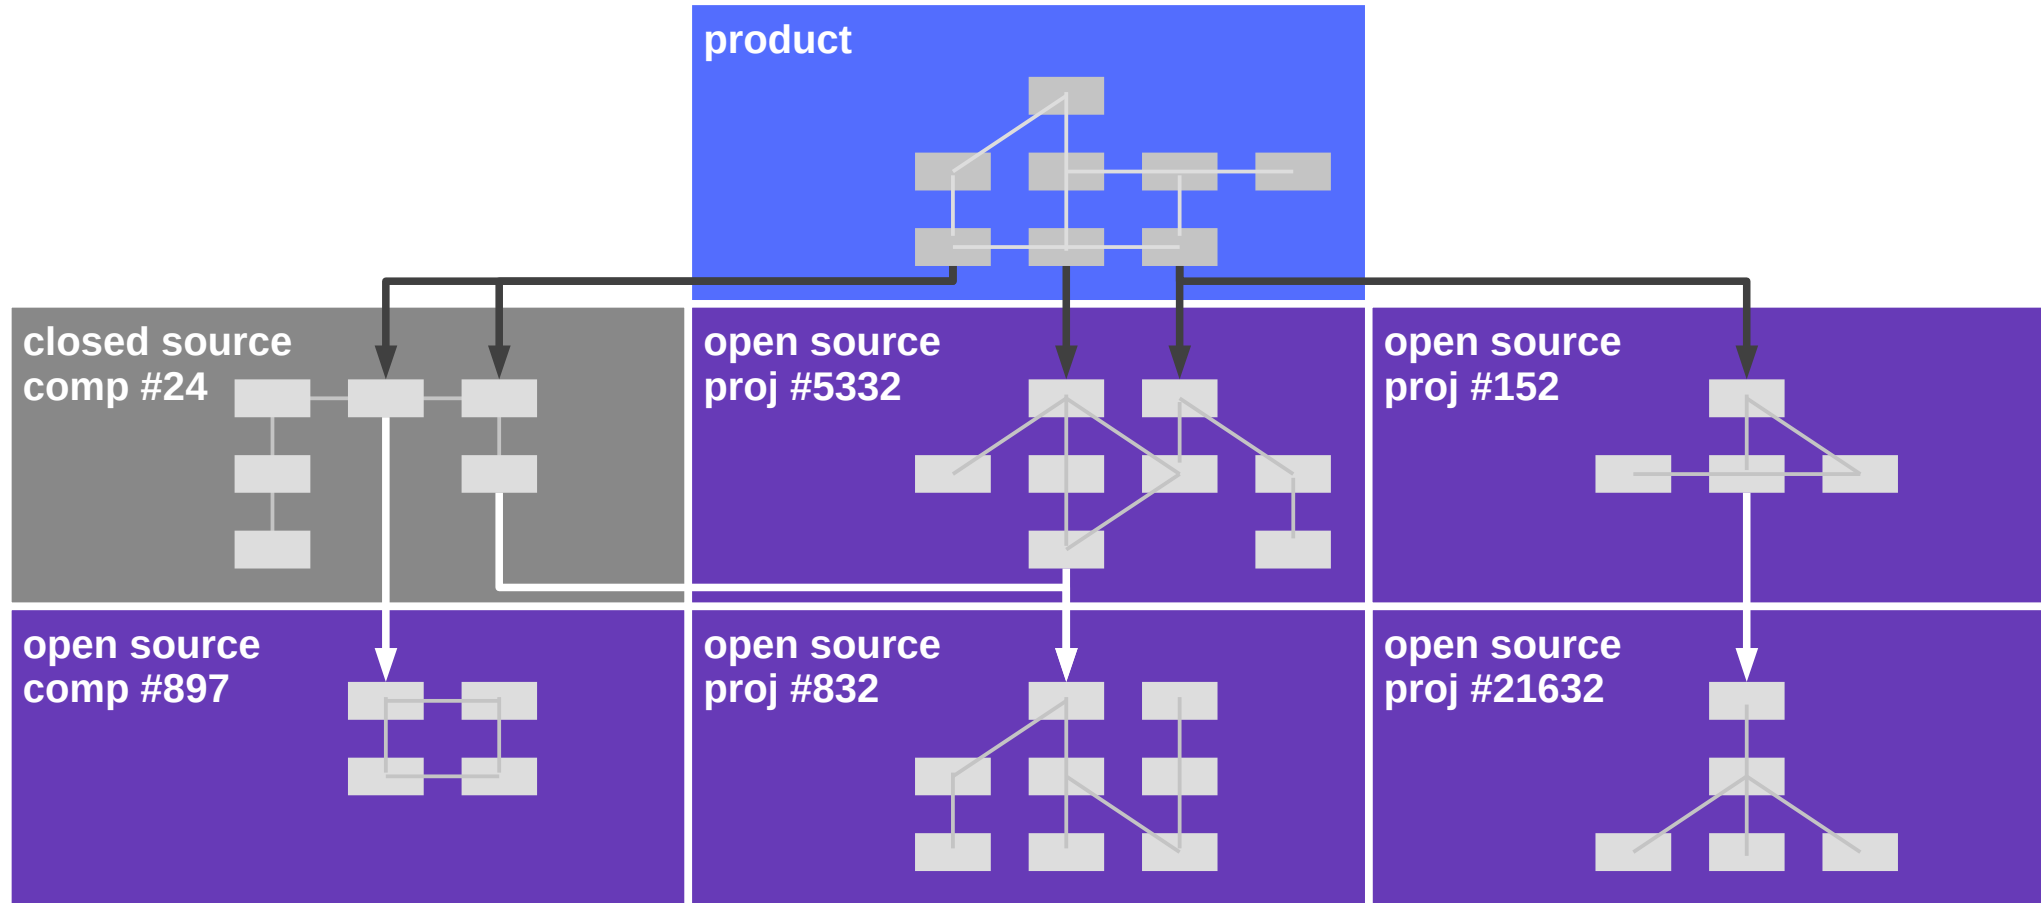 product
closed source
comp #24
open source
proj #5332
open source
proj #152
open source
comp #897
open source
proj #832
open source
proj #21632